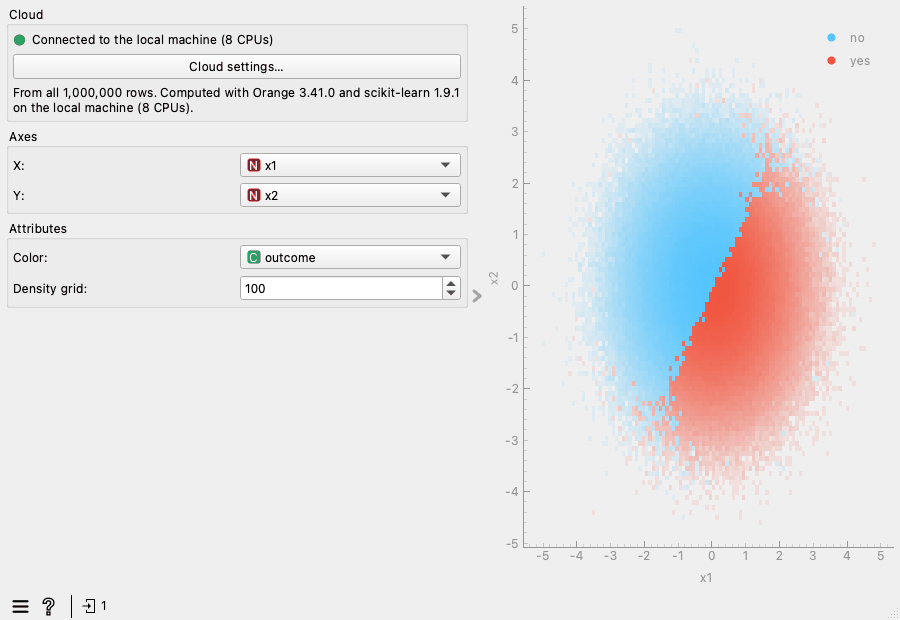 Cloud
Connected to the local machine (8 CPUs)
Cloud settings...
From all 1,000,000 rows. Computed with Orange 3.41.0 and scikit-learn 1.9.1
on the local machine (8 CPUs).
Axes
X:
N x1
Y:
N x2
Attributes
Color:
C outcome
Density grid:
100
1
no
yes
5
4
3
2
1
0
-1
-2
-3
-4
-5
x2
-5 -4 -3 -2 -1 0 1 2 3 4 5
x1